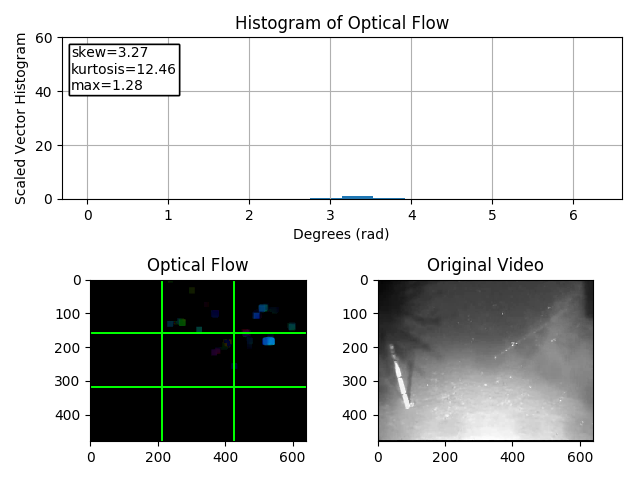 Histogram of Optical Flow
Scaled Vector Histogram
60
40
20
0
skew=3.27
kurtosis=12.46
max=1.28
0 1 2 3 4 5 6
Degrees (rad)
Optical Flow
0
100
200
300
400
0 200 400 600
Original Video
0
100
200
300
400
0 200 400 600